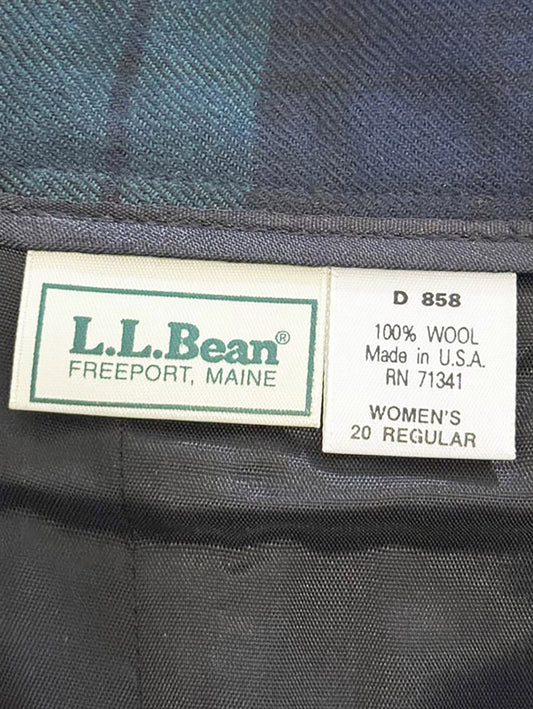 L.L.Bean®
FREEPORT, MAINE
D 858
100% WOOL
Made in U.S.A.
RN 71341
WOMEN'S
20 REGULAR